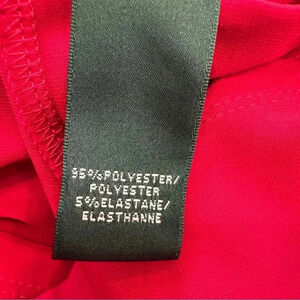 95%POLYESTER/
POLYESTER
5%ELASTANE/
ELASTHANNE